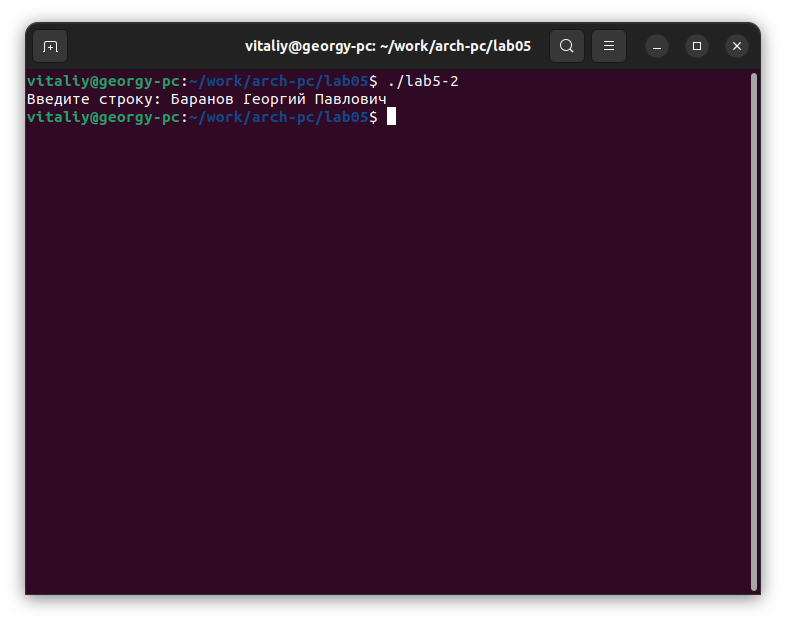 vitaliy@georgy-pc: ~/work/arch-pc/lab05
vitaliy@georgy-pc:~/work/arch-pc/lab05$ ./lab5-2
Введите строку: Баранов Георгий Павлович
vitaliy@georgy-pc:~/work/arch-pc/lab05$